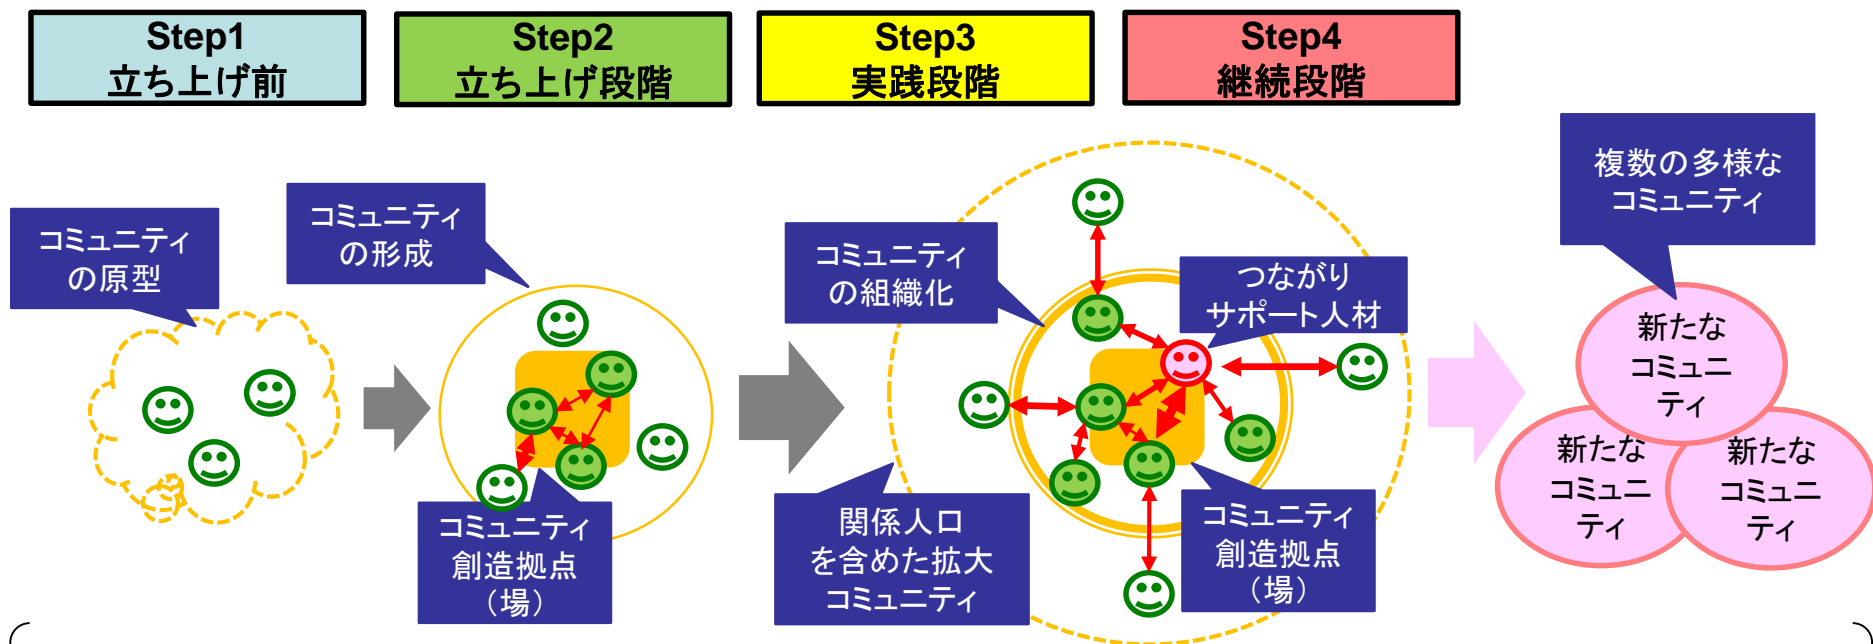 Step1
立ち上げ前
Step2
立ち上げ段階
Step3
実践段階
Step4
継続段階
コミュニティ
の原型
コミュニティ
の形成
コミュニティ
創造拠点
（場）
コミュニティ
の組織化
つながり
サポート人材
関係人口
を含めた拡大
コミュニティ
コミュニティ
創造拠点
（場）
複数の多様な
コミュニティ
新たな
コミュニ
ティ
新たな
コミュニ
ティ
新たな
コミュニ
ティ